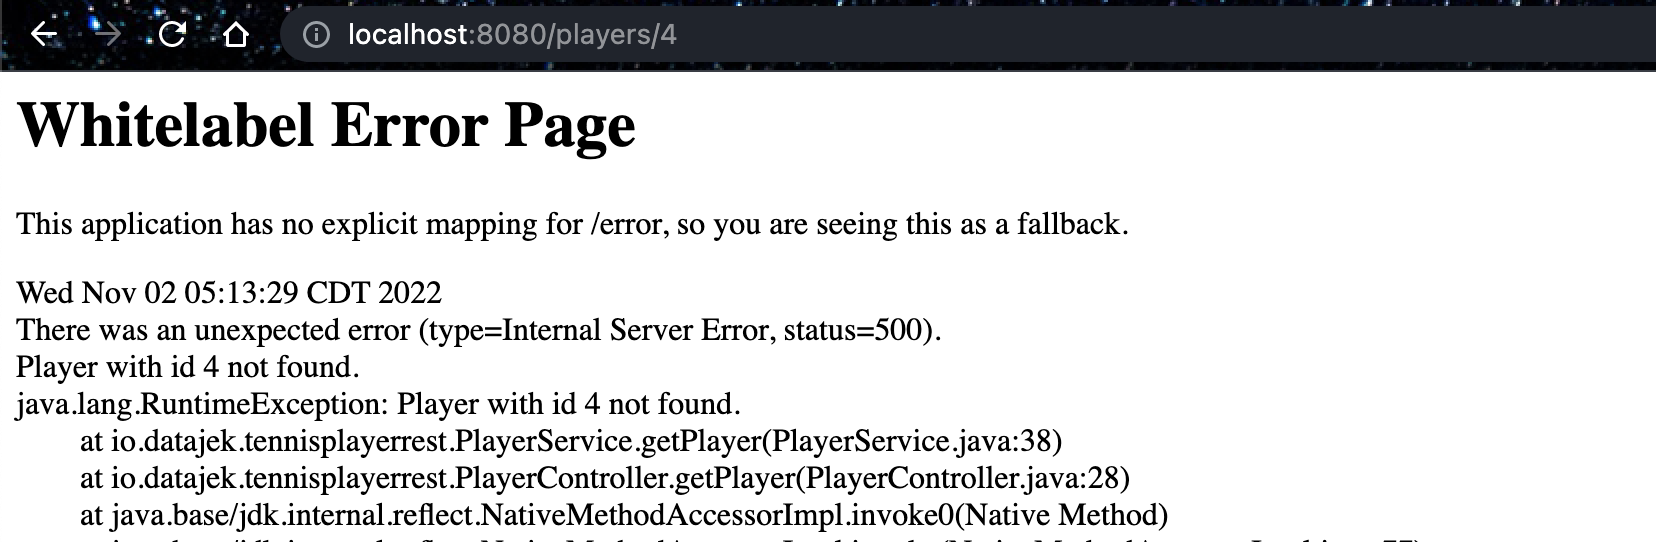 localhost:8080/players/4
Whitelabel Error Page
This application has no explicit mapping for /error, so you are seeing this as a fallback.
Wed Nov 02 05:13:29 CDT 2022
There was an unexpected error (type=Internal Server Error, status=500).
Player with id 4 not found.
java.lang.RuntimeException: Player with id 4 not found.
at io.datajek.tennisplayerrest.PlayerService.getPlayer(PlayerService.java:38)
at io.datajek.tennisplayerrest.PlayerController.getPlayer(PlayerController.java:28)
at java.base/jdk.internal.reflect.NativeMethodAccessorImpl.invoke0(Native Method)